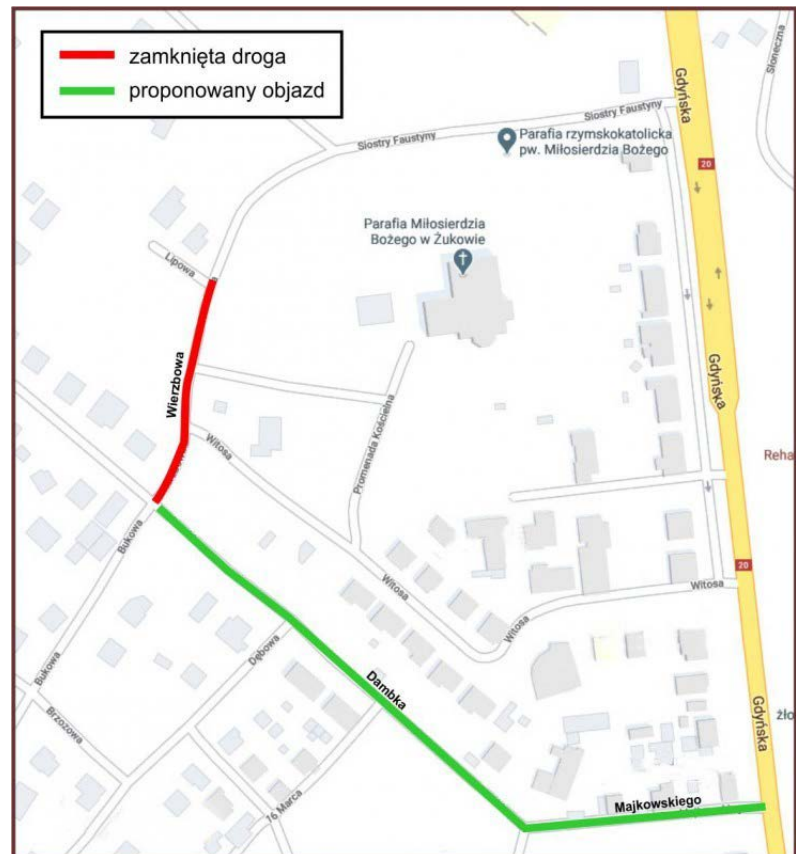 zamknięta droga
proponowany objazd
Gdyńska
Słoneczna
Siostry Faustyny
Siostry Faustyny
Parafia rzymskokatolicka
pw. Miłosierdzia Bożego
20
Parafia Miłosierdzia
Bożego w Żukowie
Lipowa
Wierzbowa
Gdyńska
Promenada Kościelna
Witosa
Reha
Bukowa
20
Witosa
Witosa
Witosa
Dębowa
Bukowa
Dambka
Gdyńska
Brzozowa
żło
16 Marca
Majkowskiego